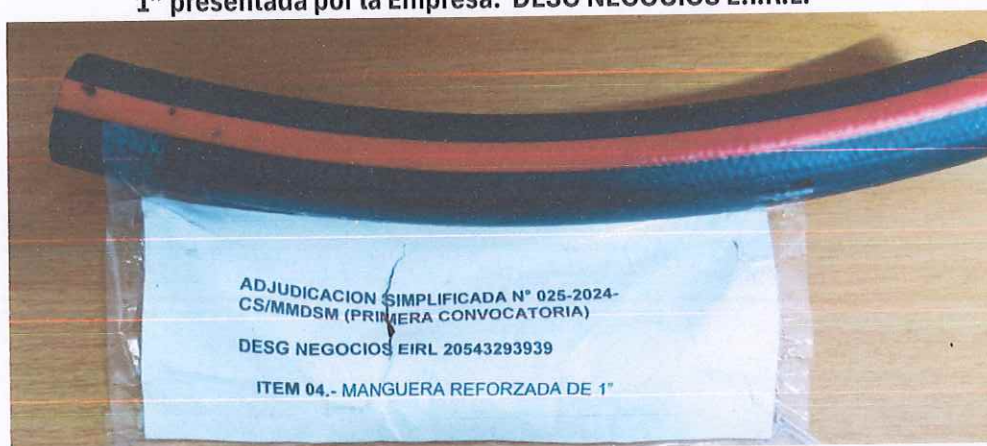 1" presentada por la Empresa: DESG NEGOCIOS E.I.R.L.
ADJUDICACION SIMPLIFICADA N° 025-2024-
CS/MMDSM (PRIMERA CONVOCATORIA)
DESG NEGOCIOS EIRL 20543293939
ITEM 04.- MANGUERA REFORZADA DE 1"